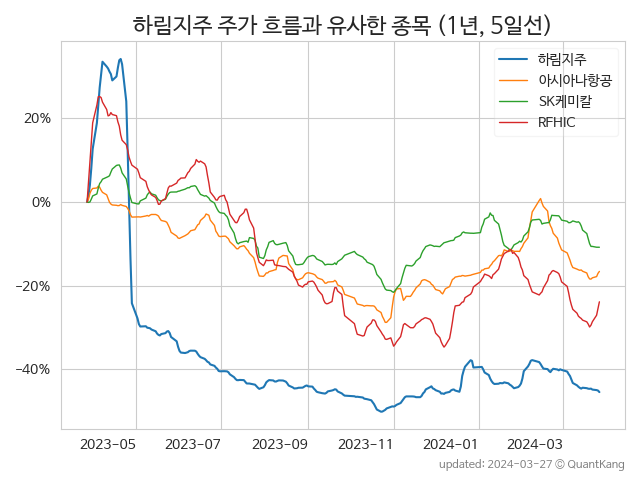 하림지주 주가 흐름과 유사한 종목 (1년, 5일선)
하림지주
아시아나항공
SK케미칼
RFHIC
20%
0%
−20%
−40%
2023-05 2023-07 2023-09 2023-11 2024-01 2024-03
updated: 2024-03-27 © QuantKang